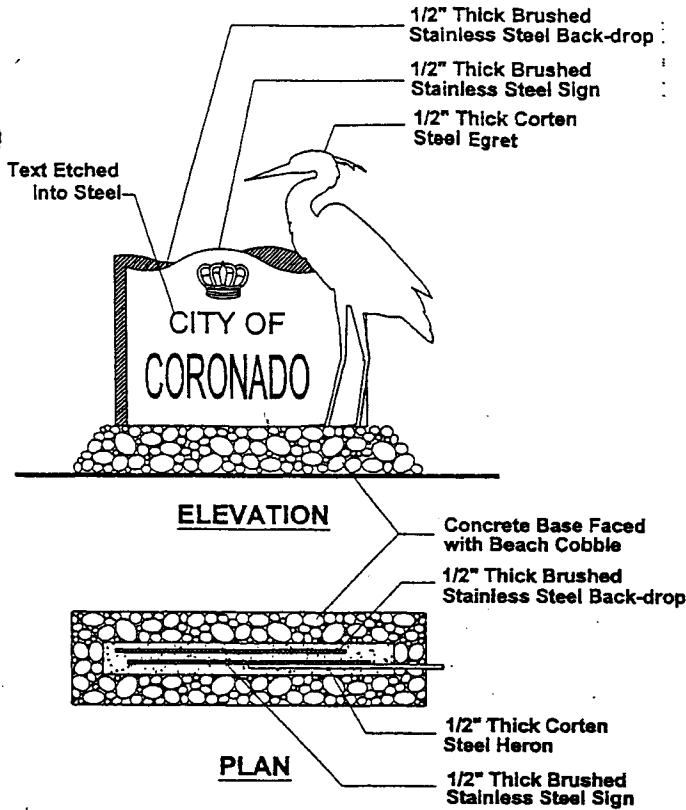 1/2" Thick Brushed
Stainless Steel Back-drop
1/2" Thick Brushed
Stainless Steel Sign
1/2" Thick Corten
Steel Egret
Text Etched
into Steel
CITY OF
CORONADO
ELEVATION
Concrete Base Faced
with Beach Cobble
1/2" Thick Brushed
Stainless Steel Back-drop
1/2" Thick Corten
Steel Heron
PLAN
1/2" Thick Brushed
Stainless Steel Sign